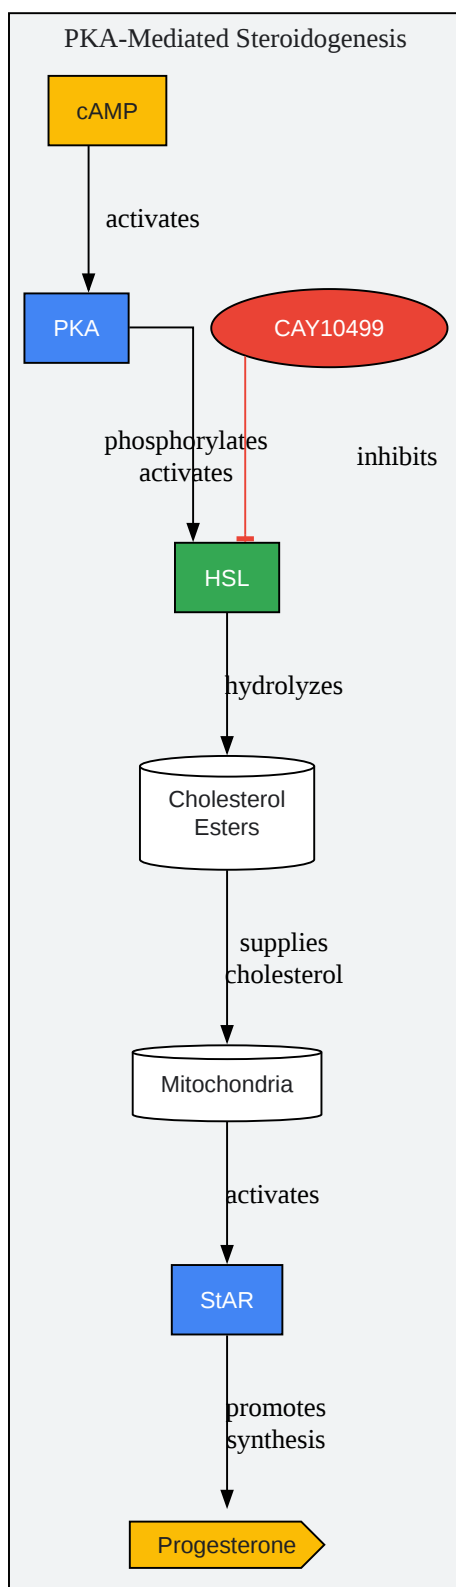 PKA-Mediated Steroidogenesis
cAMP
activates
PKA
CAY10499
phosphorylates
activates
inhibits
HSL
hydrolyzes
Cholesterol
Esters
supplies
cholesterol
Mitochondria
activates
StAR
promotes
synthesis
Progesterone